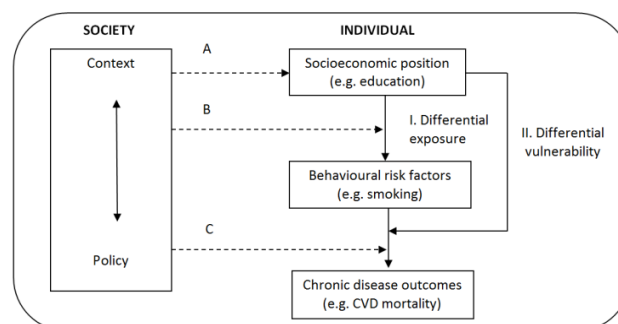 SOCIETY
INDIVIDUAL
Context
A
Socioeconomic position
(e.g. education)
B
I. Differential
exposure
II. Differential
vulnerability
Behavioural risk factors
(e.g. smoking)
C
Policy
Chronic disease outcomes
(e.g. CVD mortality)